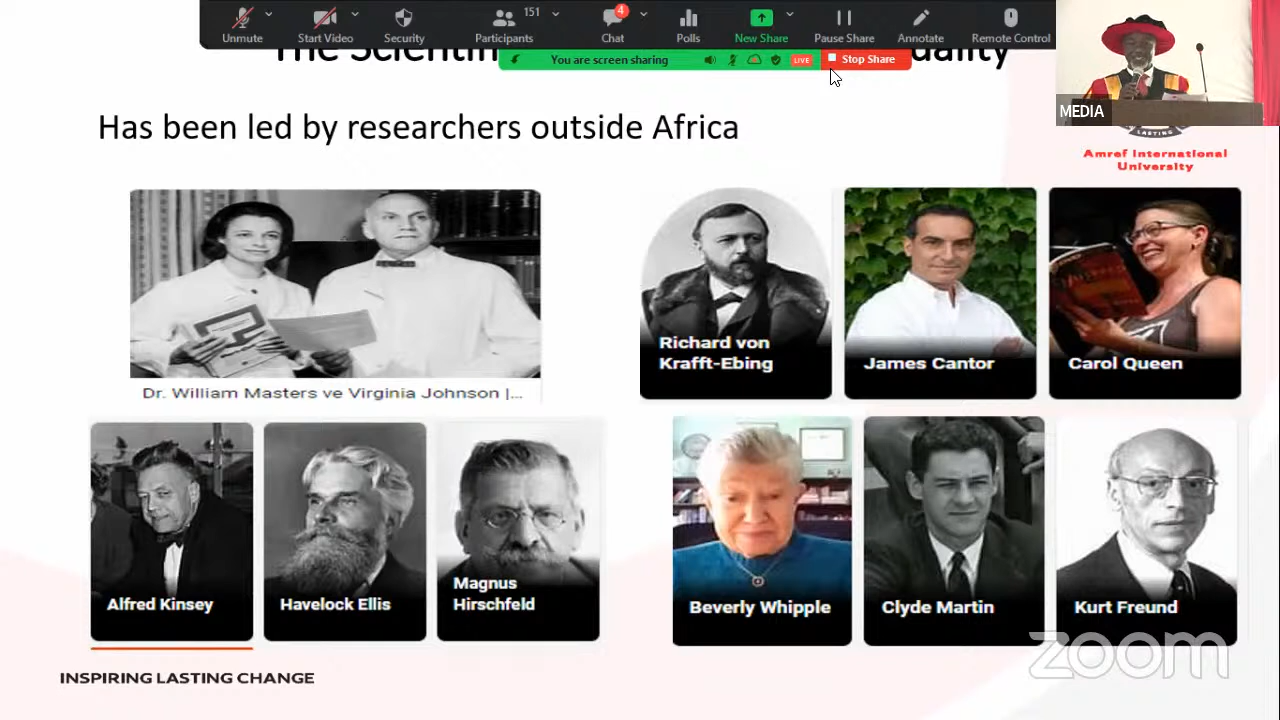 Unmute
Start Video
Security
Participants
151
Chat
4
Polls
New Share
Pause Share
Annotate
Remote Control
You are screen sharing
LIVE
Stop Share
The
MEDIA
Has been led by researchers outside Africa
LASTING
Amref International
University
Dr. William Masters ve Virginia Johnson |...
Richard von
Krafft-Ebing
James Cantor
Carol Queen
Alfred Kinsey
Havelock Ellis
Magnus
Hirschfeld
Beverly Whipple
Clyde Martin
Kurt Freund
zoom
INSPIRING LASTING CHANGE